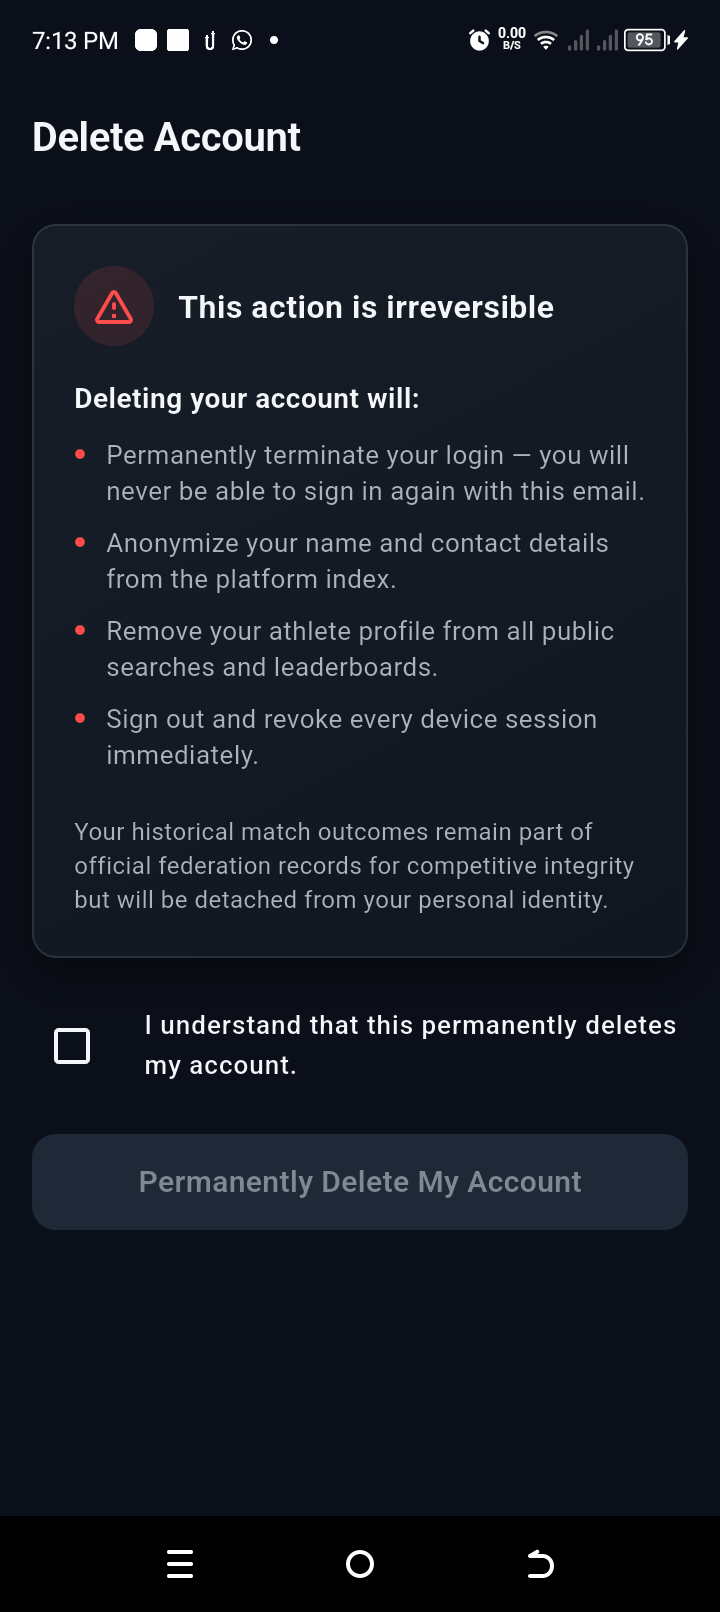 7:13 PM
0.00
B/S
95
Delete Account
This action is irreversible
Deleting your account will:
Permanently terminate your login — you will
never be able to sign in again with this email.
Anonymize your name and contact details
from the platform index.
Remove your athlete profile from all public
searches and leaderboards.
Sign out and revoke every device session
immediately.
Your historical match outcomes remain part of
official federation records for competitive integrity
but will be detached from your personal identity.
I understand that this permanently deletes
my account.
Permanently Delete My Account